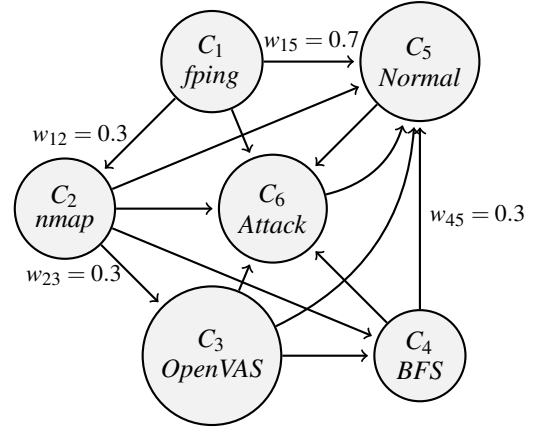 C₁
fping
w₁₅ = 0.7
C₅
Normal
w₁₂ = 0.3
C₂
nmap
C₆
Attack
w₄₅ = 0.3
w₂₃ = 0.3
C₃
OpenVAS
C₄
BFS